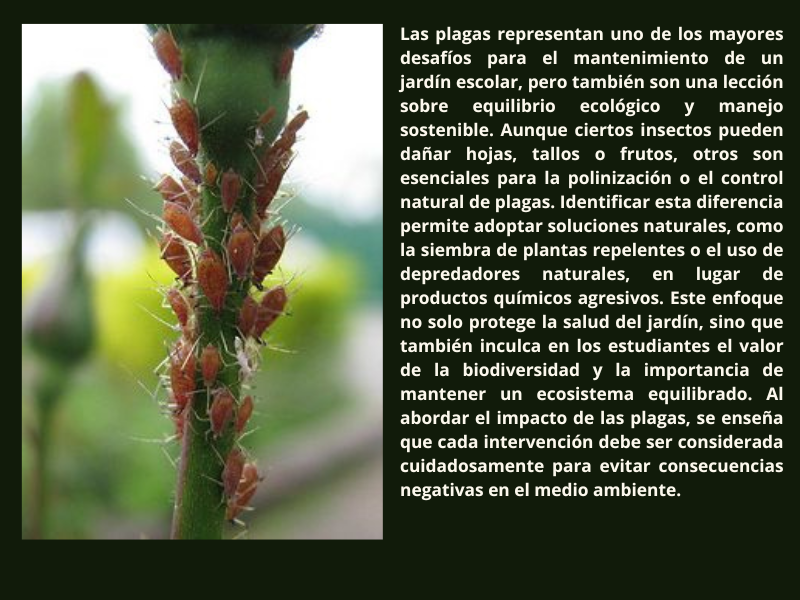 Las plagas representan uno de los mayores
desafíos para el mantenimiento de un
jardín escolar, pero también son una lección
sobre equilibrio ecológico y manejo
sostenible. Aunque ciertos insectos pueden
dañar hojas, tallos o frutos, otros son
esenciales para la polinización o el control
natural de plagas. Identificar esta diferencia
permite adoptar soluciones naturales, como
la siembra de plantas repelentes o el uso de
depredadores naturales, en lugar de
productos químicos agresivos. Este enfoque
no solo protege la salud del jardín, sino que
también inculca en los estudiantes el valor
de la biodiversidad y la importancia de
mantener un ecosistema equilibrado. Al
abordar el impacto de las plagas, se enseña
que cada intervención debe ser considerada
cuidadosamente para evitar consecuencias
negativas en el medio ambiente.